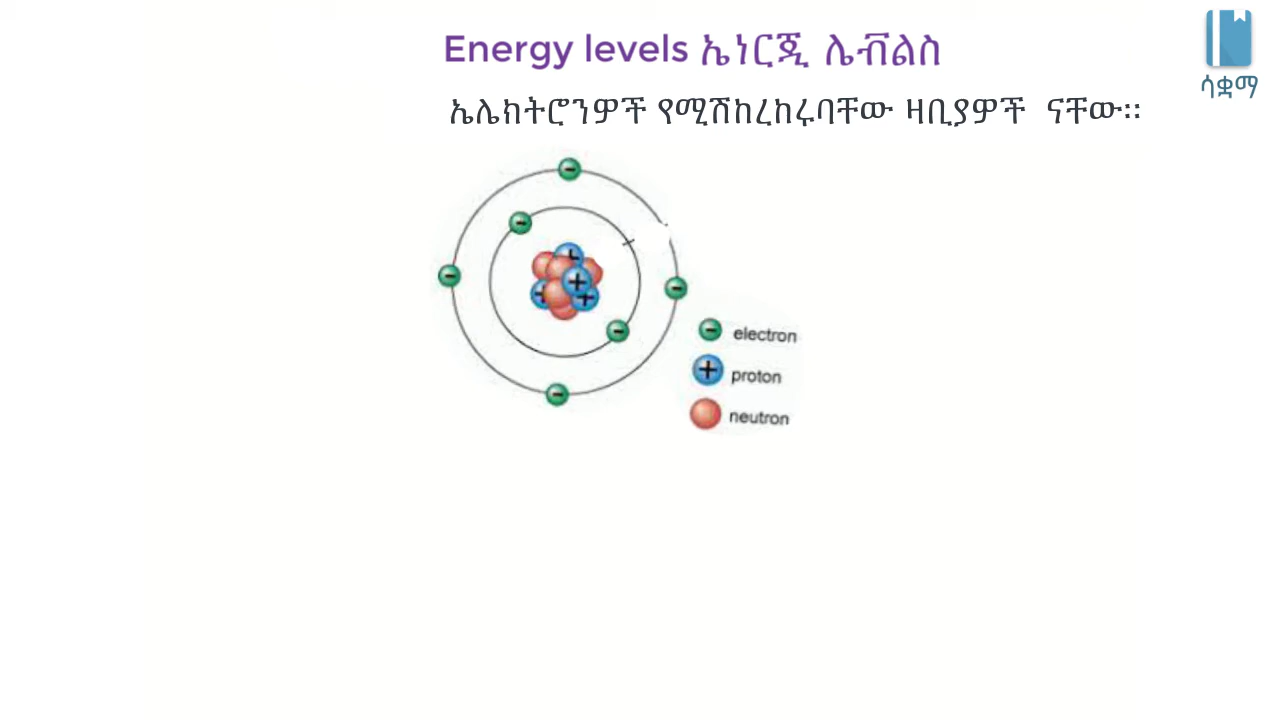 Energy levels ኤነርጂ ሌቭልስ
ሳቋማ
ኤሌክትሮንዎች የሚሽከረከሩባቸው ዛቢያዎች ናቸው።
electron
proton
neutron